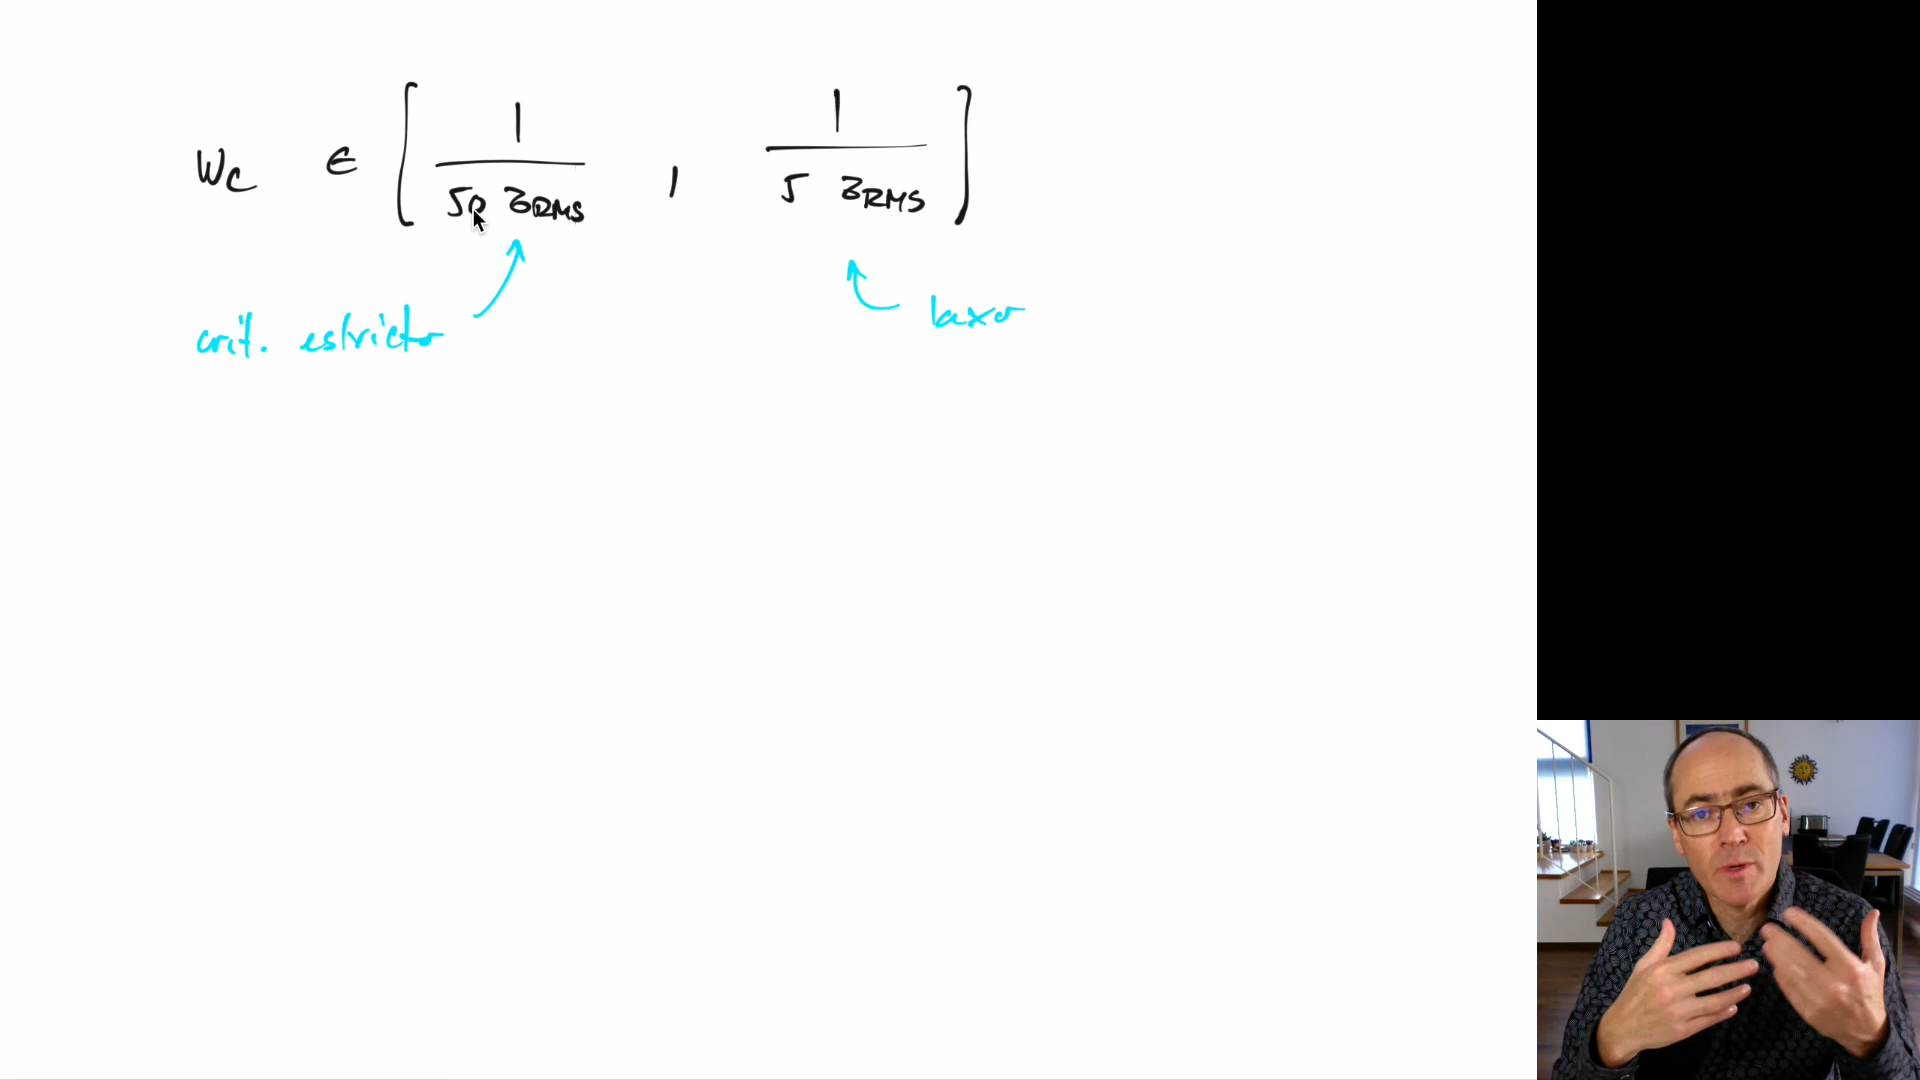 Wc ∈ [ 1 / 50 ZRMS , 1 / 5 ZRMS ]
crit. estricto laxo